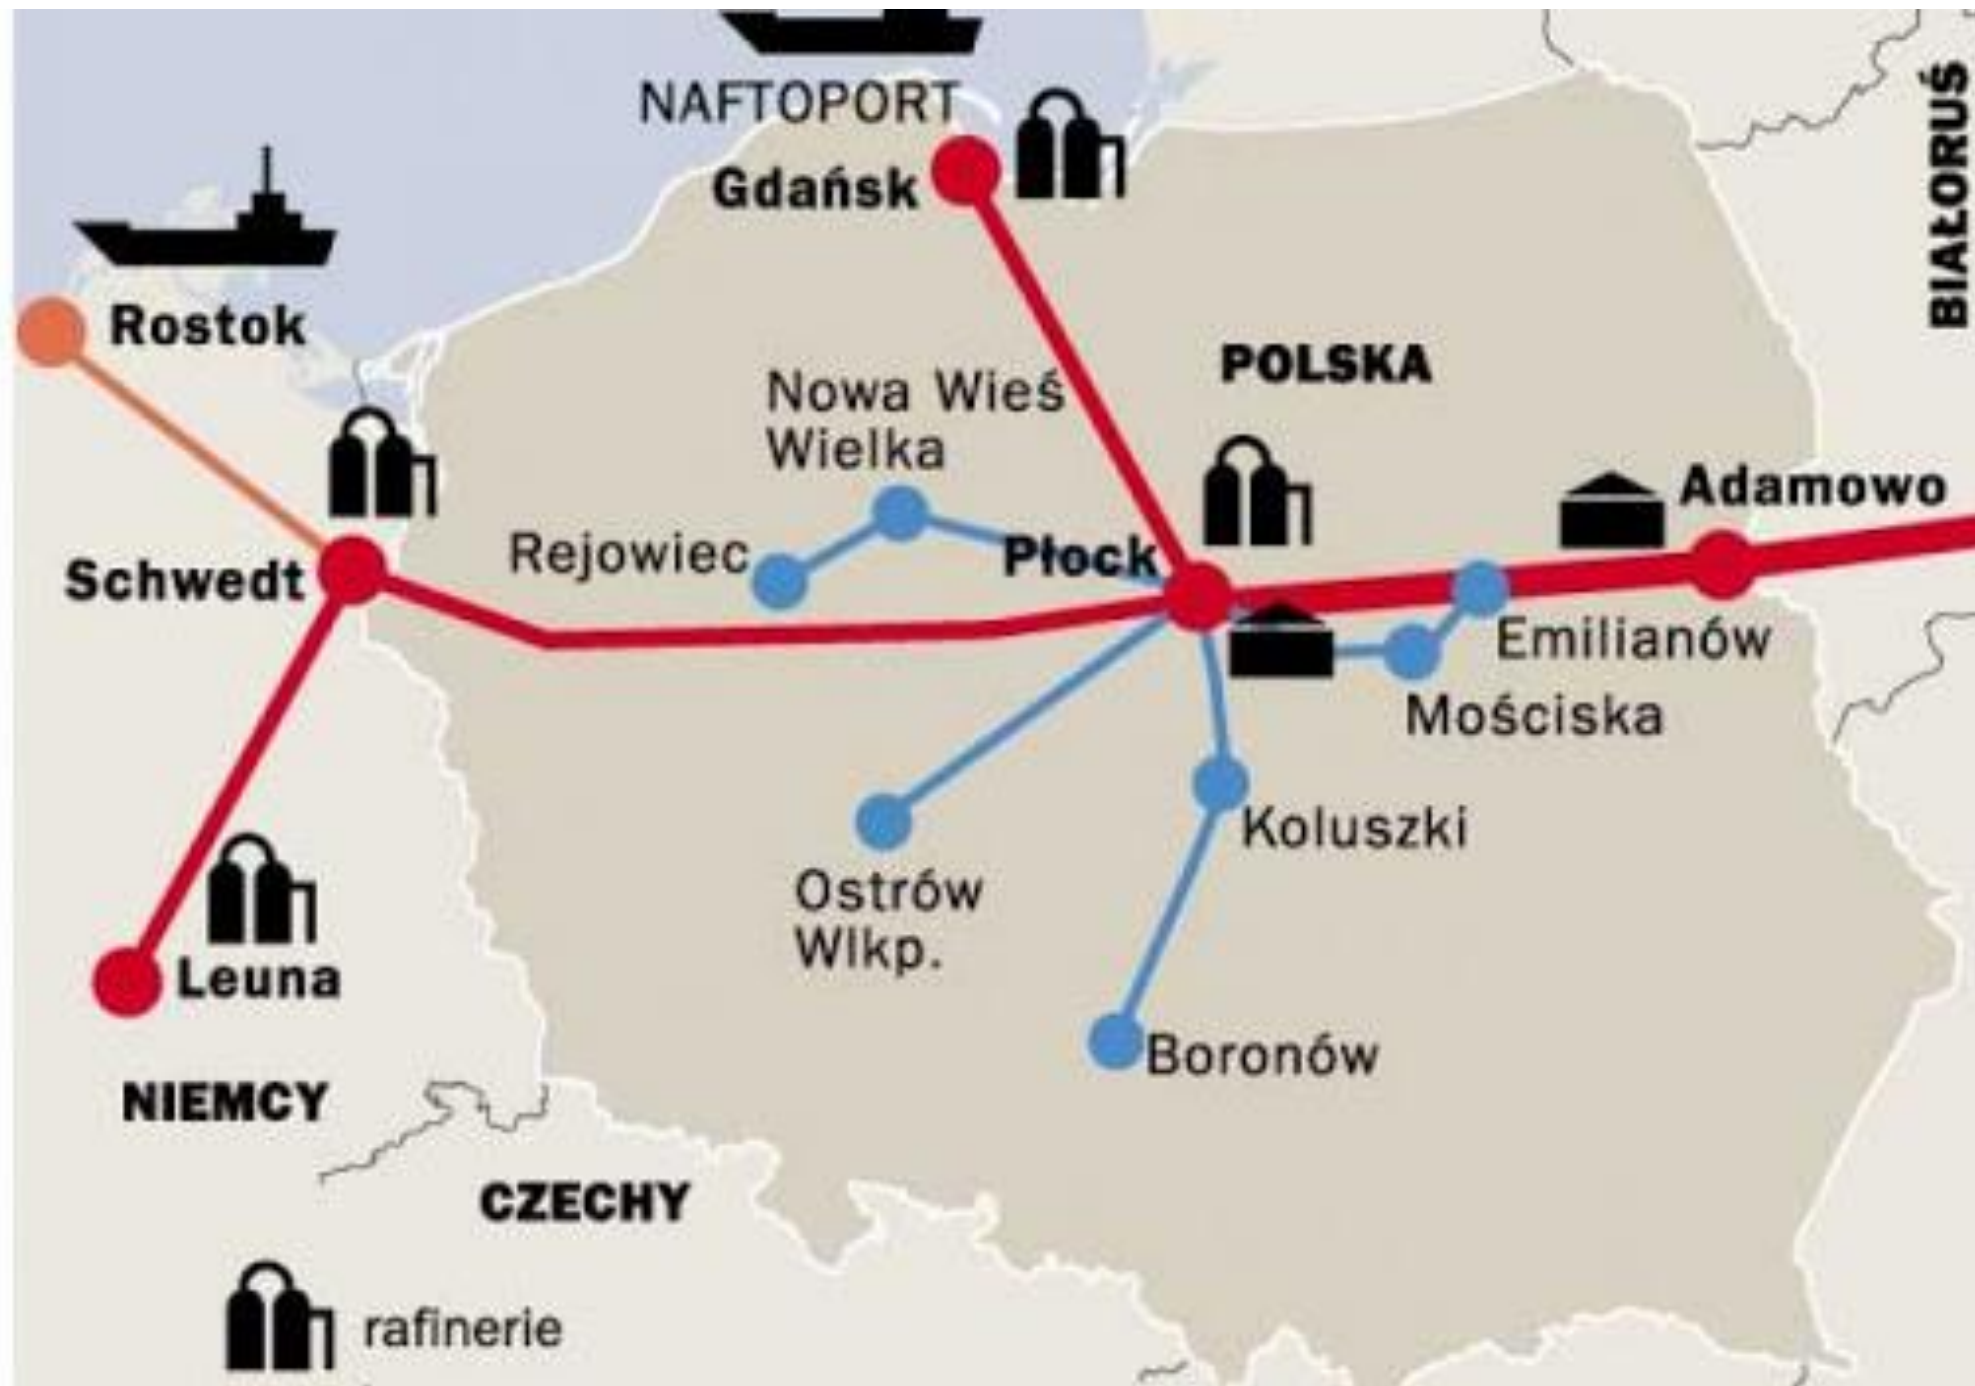 NAFTOPORT
Gdańsk
BIAŁORUŚ
Rostok
POLSKA
Nowa Wieś
Wielka
Adamowo
Rejowiec
Płock
Schwedt
Emilianów
Mościska
Koluszki
Ostrów
Wlkp.
Leuna
Boronów
NIEMCY
CZECHY
rafinerie